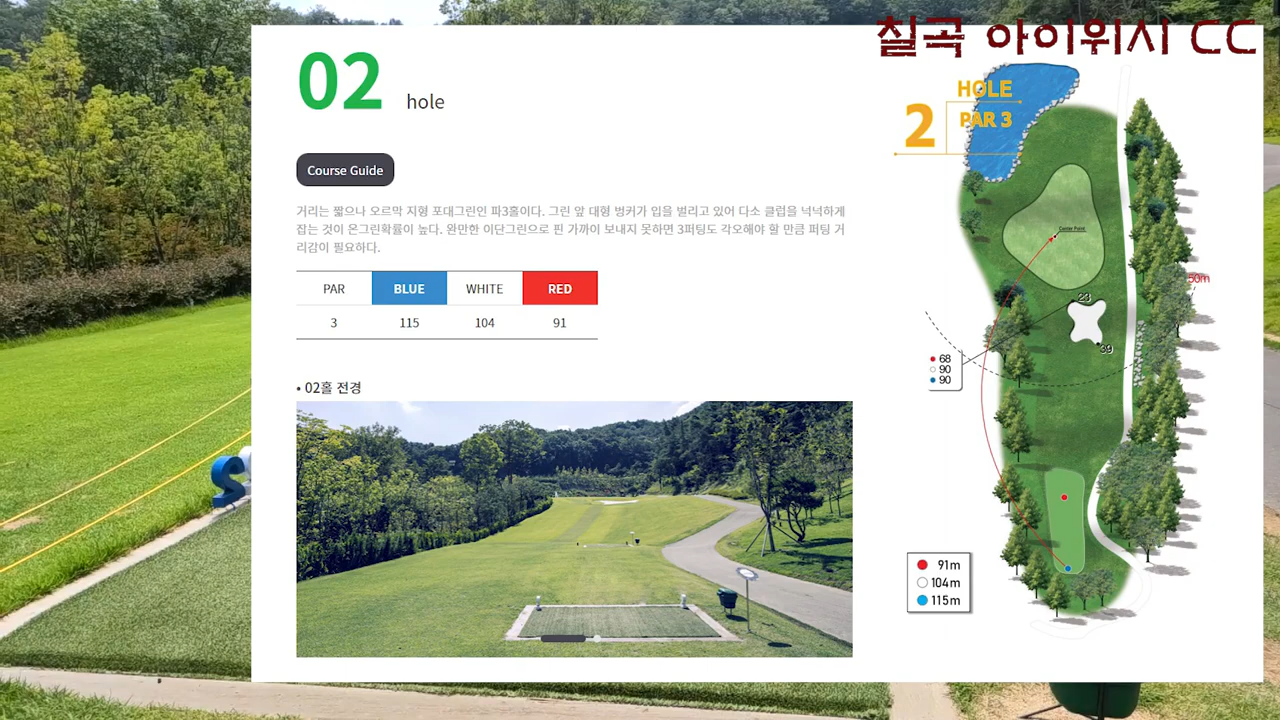 칠곡 아이위시 CC
02 hole
Course Guide
거리는 짧으나 오르막 지형 포대그린인 파3홀이다. 그린 앞 대형 벙커가 입을 벌리고 있어 다소 클럽을 넉넉하게
잡는 것이 온그린확률이 높다. 완만한 이단그린으로 핀 가까이 보내지 못하면 3퍼팅도 각오해야 할 만큼 퍼팅 거
리감이 필요하다.
PAR BLUE WHITE RED
3 115 104 91
• 02홀 전경
HOLE
2 PAR 3
Center Point
50m
23
39
68
90
90
91m
104m
115m
2